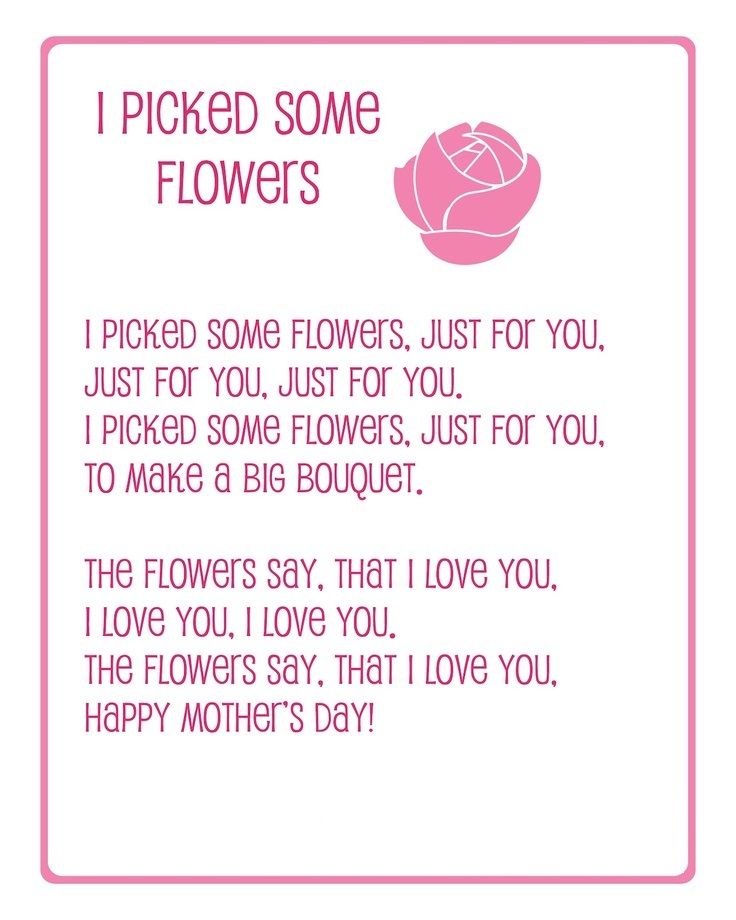 I PICKED SOME
FLOWERS
I PICKED SOME FLOWERS, JUST FOR YOU,
JUST FOR YOU, JUST FOR YOU.
I PICKED SOME FLOWERS, JUST FOR YOU,
TO MAKE A BIG BOUQUET.
THE FLOWERS SAY, THAT I LOVE YOU,
I LOVE YOU, I LOVE YOU.
THE FLOWERS SAY, THAT I LOVE YOU,
HAPPY MOTHER'S DAY!